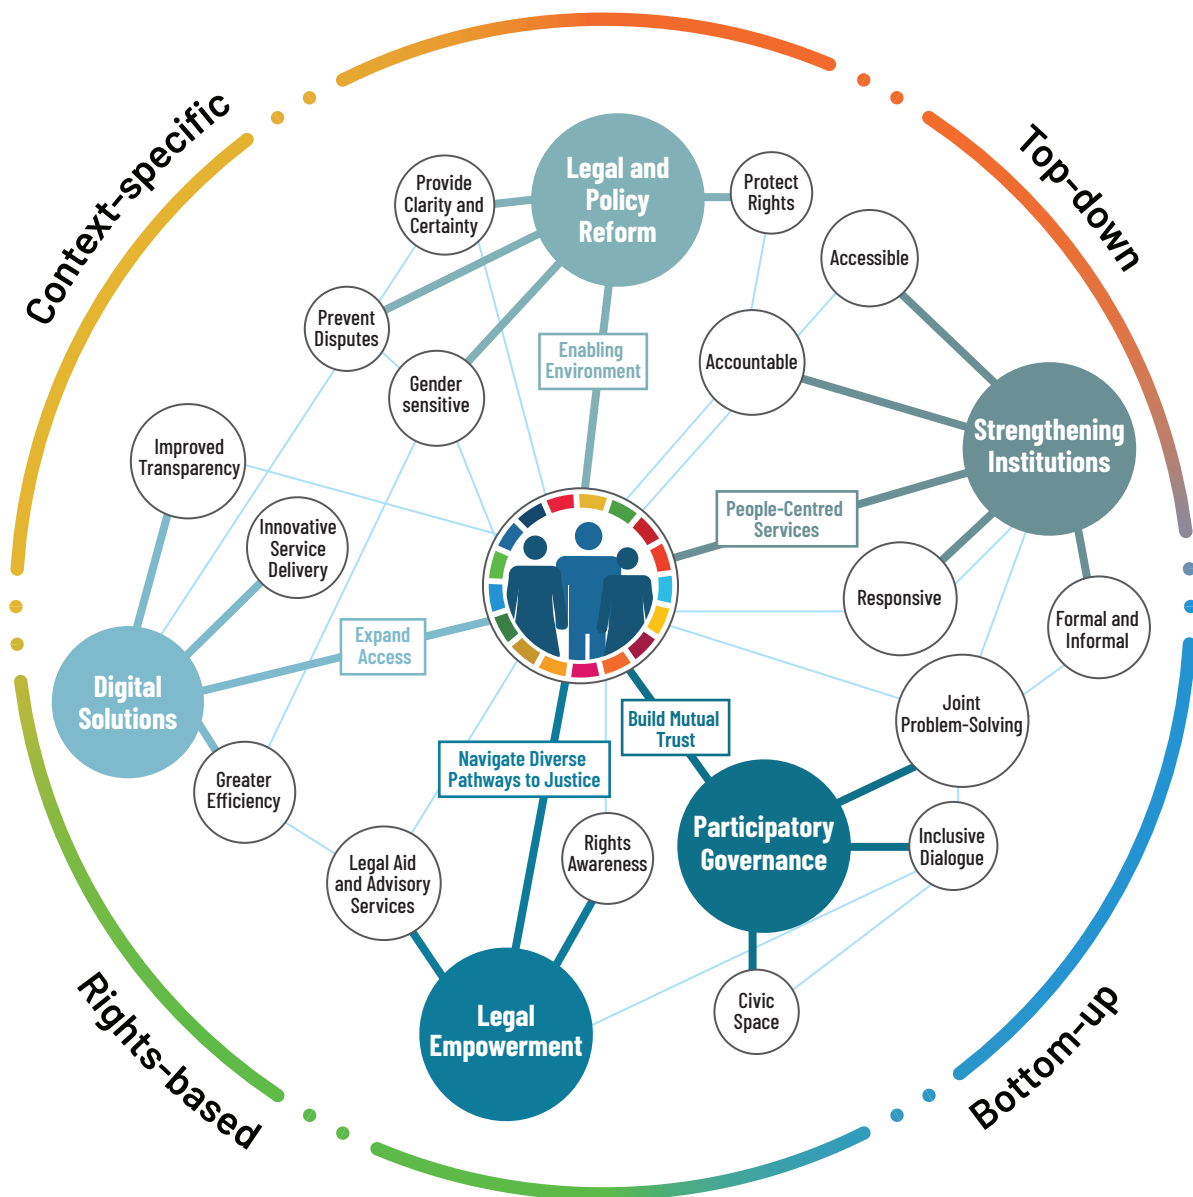 Context-specific
Top-down
Legal and
Policy
Reform
Provide
Clarity and
Certainty
Protect
Rights
Accessible
Prevent
Disputes
Enabling
Environment
Accountable
Gender
sensitive
Strengthening
Institutions
Improved
Transparency
People-Centred
Services
Innovative
Service
Delivery
Responsive
Formal and
Informal
Expand
Access
Digital
Solutions
Joint
Problem-Solving
Build Mutual
Trust
Navigate Diverse
Pathways to Justice
Greater
Efficiency
Participatory
Governance
Inclusive
Dialogue
Rights
Awareness
Legal Aid
and Advisory
Services
Civic
Space
Legal
Empowerment
Rights-based
Bottom-up